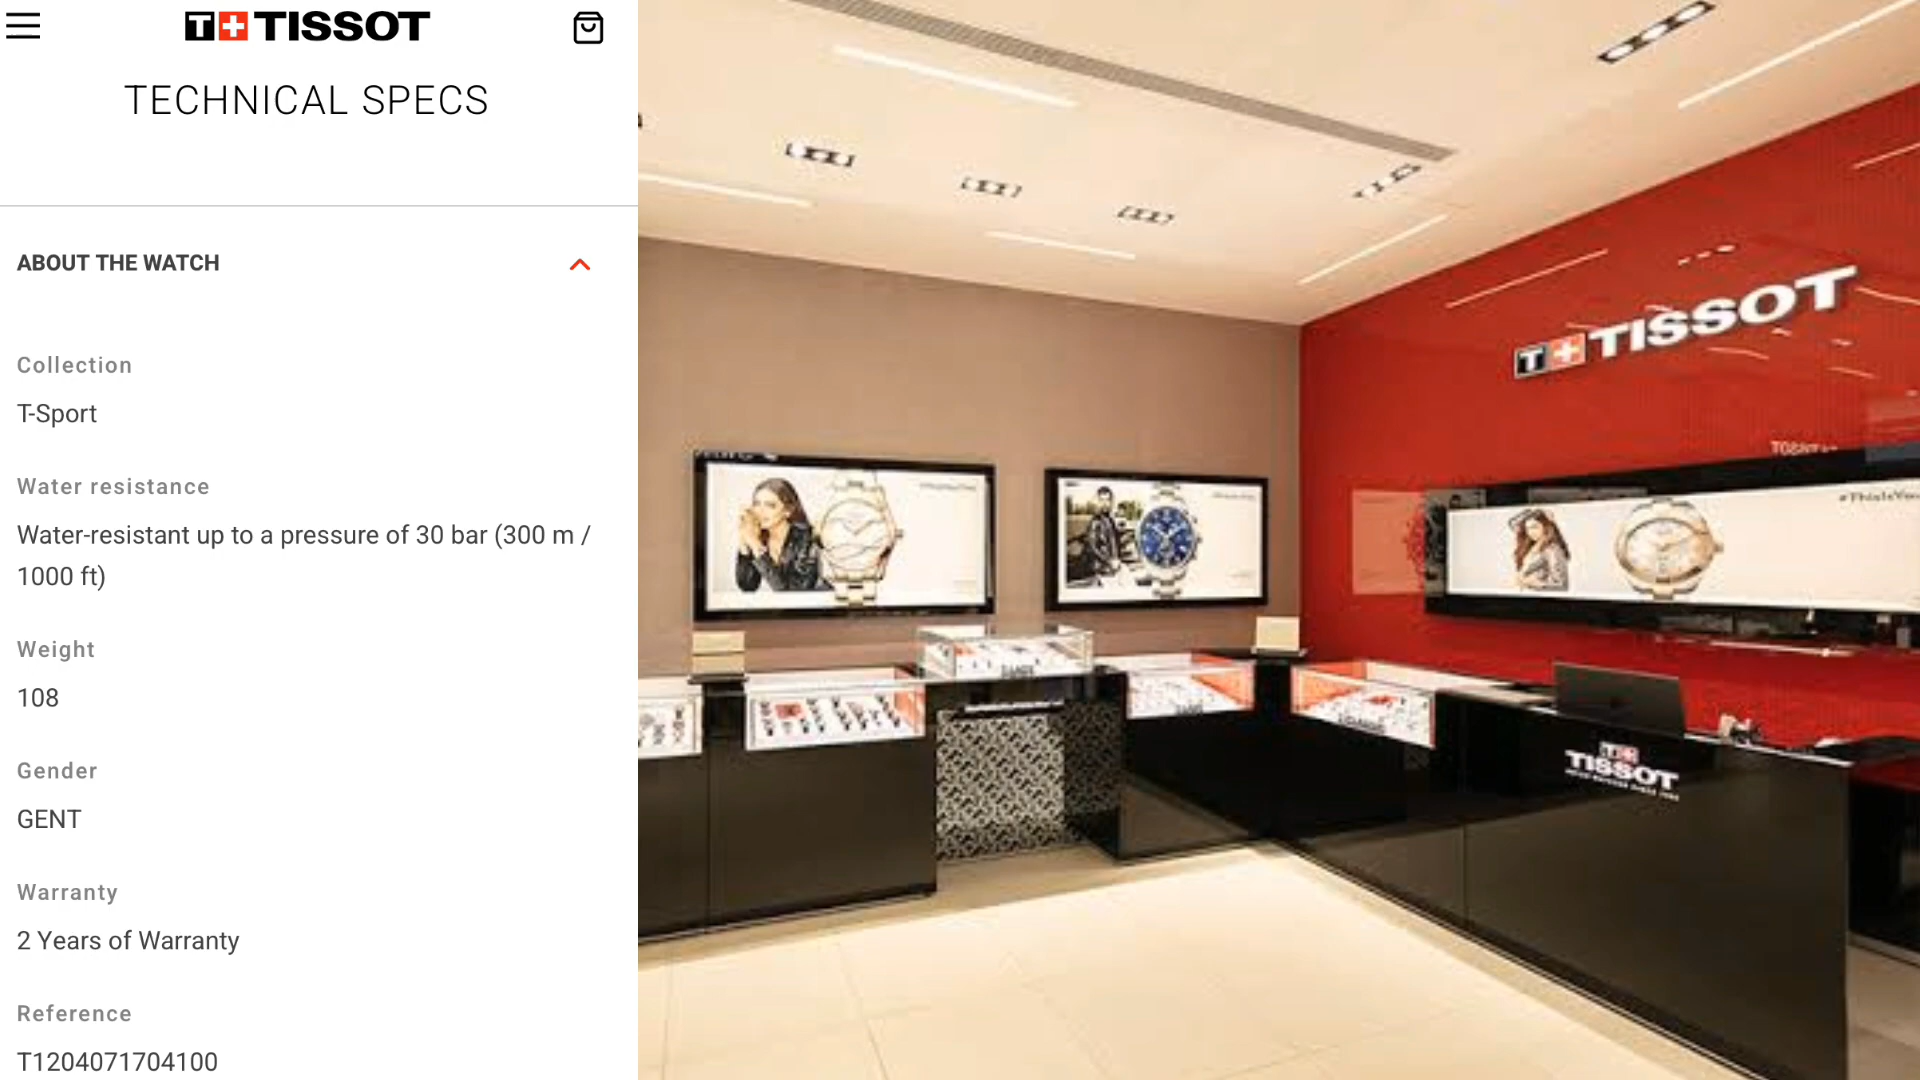 T+ TISSOT
TECHNICAL SPECS
ABOUT THE WATCH
Collection
T-Sport
Water resistance
Water-resistant up to a pressure of 30 bar (300 m /
1000 ft)
Weight
108
Gender
GENT
Warranty
2 Years of Warranty
Reference
T1204071704100
T+ TISSOT
T+
TISSOT